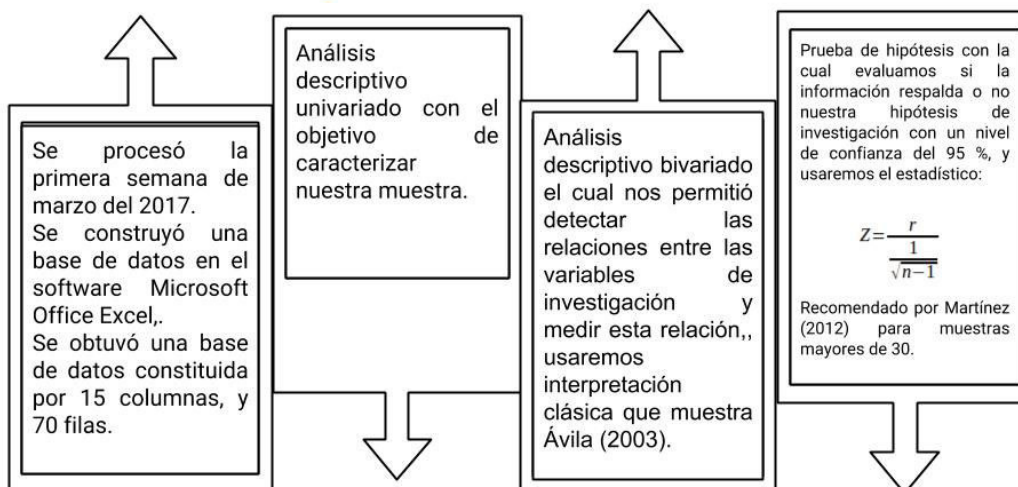 Se procesó la
primera semana de
marzo del 2017.
Se construyó una
base de datos en el
software Microsoft
Office Excel,.
Se obtuvó una base
de datos constituida
por 15 columnas, y
70 filas.
Análisis
descriptivo
univariado con el
objetivo de
caracterizar
nuestra muestra.
Análisis
descriptivo bivariado
el cual nos permitió
detectar las
relaciones entre las
variables de
investigación y
medir esta relación,,
usaremos
interpretación
clásica que muestra
Ávila (2003).
Prueba de hipótesis con la
cual evaluamos si la
información respalda o no
nuestra hipótesis de
investigación con un nivel
de confianza del 95 %, y
usaremos el estadístico:
Z=r/(1/√(n−1))
Recomendado por Martínez
(2012) para muestras
mayores de 30.